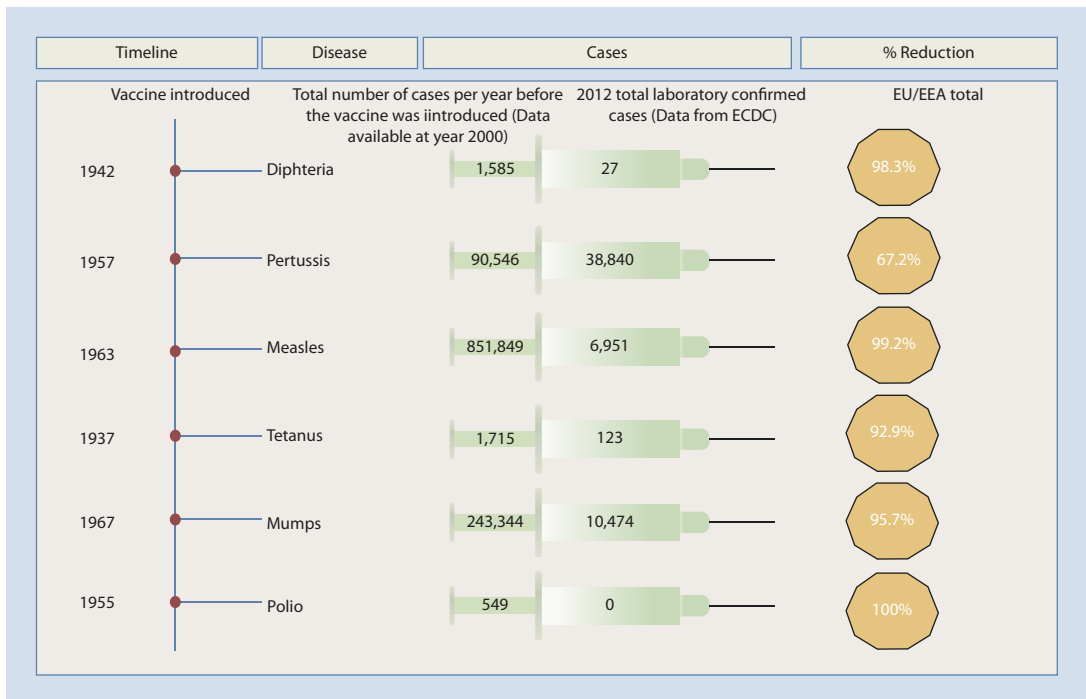 Timeline
Disease
Cases
% Reduction
Vaccine introduced
Total number of cases per year before
the vaccine was iintroduced (Data
available at year 2000)
2012 total laboratory confirmed
cases (Data from ECDC)
EU/EEA total
1942
Diphteria
1,585
27
98.3%
1957
Pertussis
90,546
38,840
67.2%
1963
Measles
851,849
6,951
99.2%
1937
Tetanus
1,715
123
92.9%
1967
Mumps
243,344
10,474
95.7%
1955
Polio
549
0
100%